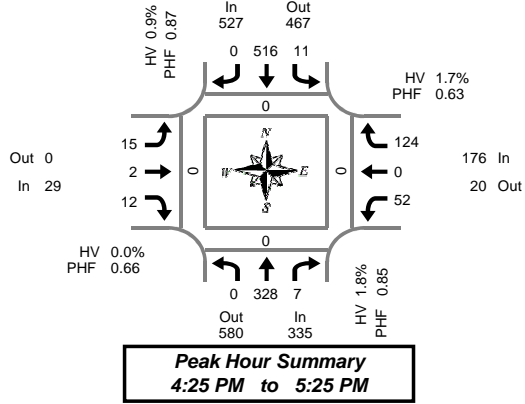 In Out
527 467
HV 0.9%
PHF 0.87
0 516 11
0
HV 1.7%
PHF 0.63
15
2
12
Out 0
In 29
0
N
W E
S
0
124
0
52
176 In
20 Out
HV 0.0%
PHF 0.66
0
0 328 7
HV 1.8%
PHF 0.85
Out In
580 335
Peak Hour Summary
4:25 PM to 5:25 PM